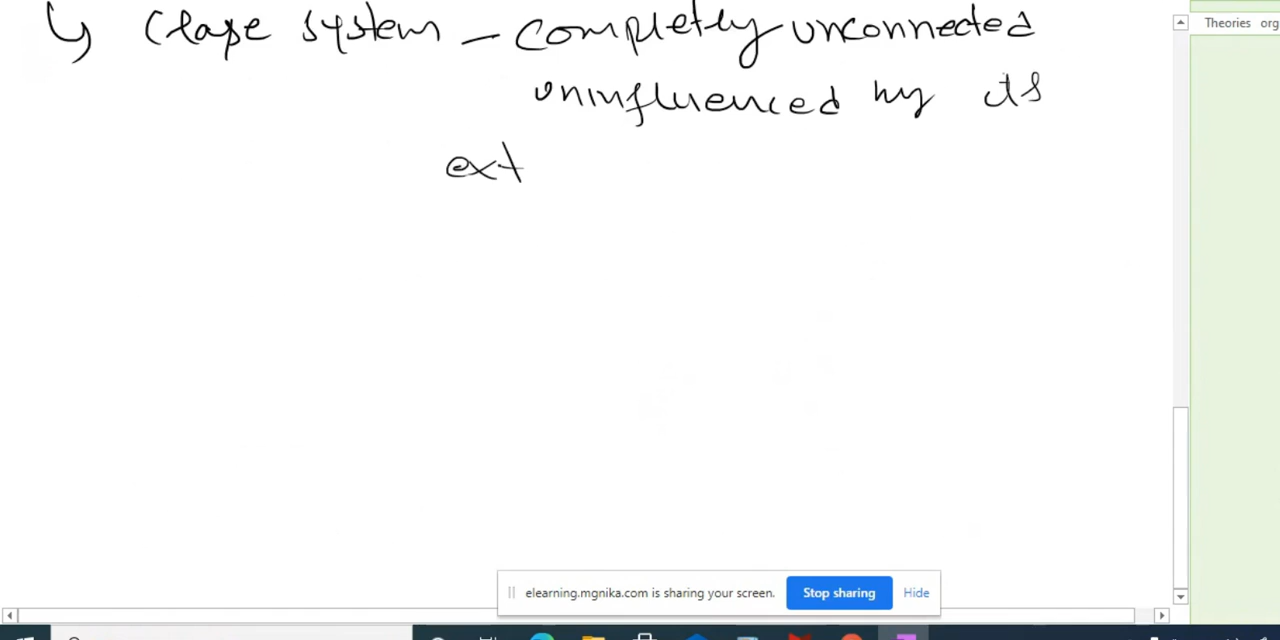 Close system – completely unconnected
uninfluenced by its
ext
Theories org
elearning.mgnika.com is sharing your screen.
Stop sharing
Hide